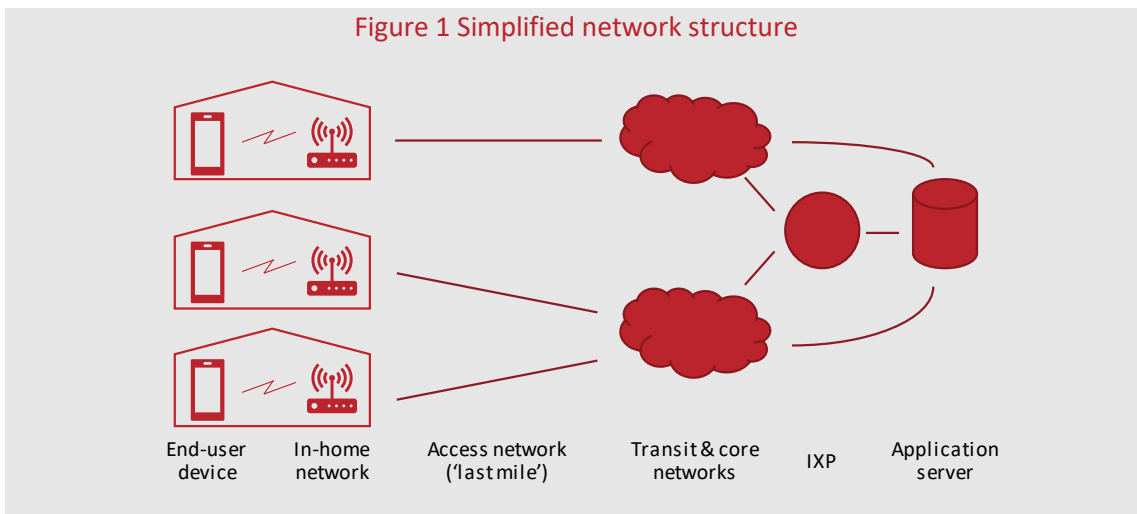 Figure 1 Simplified network structure
End-user
device
In-home
network
Access network
('last mile')
Transit & core
networks
IXP
Application
server